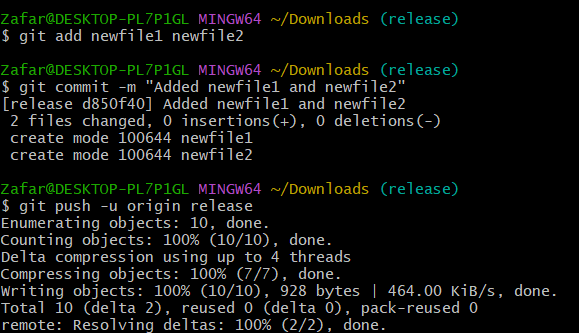 Zafar@DESKTOP-PL7P1GL MINGW64 ~/Downloads (release)
$ git add newfile1 newfile2
Zafar@DESKTOP-PL7P1GL MINGW64 ~/Downloads (release)
$ git commit -m "Added newfile1 and newfile2"
[release d850f40] Added newfile1 and newfile2
 2 files changed, 0 insertions(+), 0 deletions(-)
 create mode 100644 newfile1
 create mode 100644 newfile2
Zafar@DESKTOP-PL7P1GL MINGW64 ~/Downloads (release)
$ git push -u origin release
Enumerating objects: 10, done.
Counting objects: 100% (10/10), done.
Delta compression using up to 4 threads
Compressing objects: 100% (7/7), done.
Writing objects: 100% (10/10), 928 bytes | 464.00 KiB/s, done.
Total 10 (delta 2), reused 0 (delta 0), pack-reused 0
remote: Resolving deltas: 100% (2/2), done.